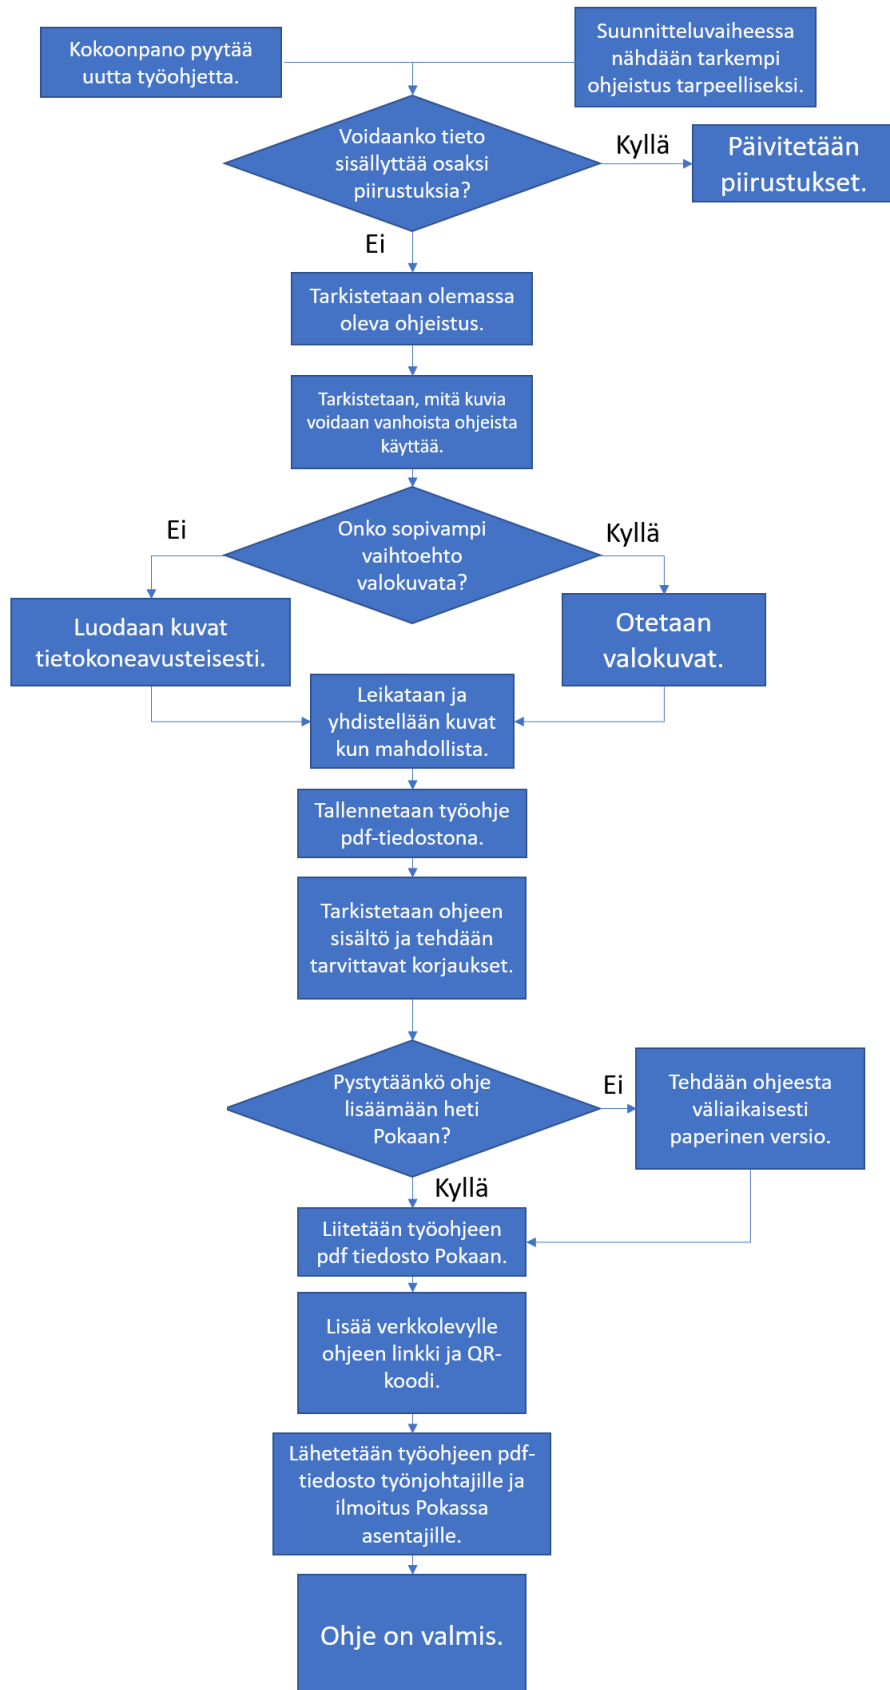 Kokoonpano pyytää
uutta työohjetta.
Suunnitteluvaiheessa
nähdään tarkempi
ohjeistus tarpeelliseksi.
Voidaanko tieto
sisällyttää osaksi
piirustuksia?
Kyllä
Päivitetään
piirustukset.
Ei
Tarkistetaan olemassa
oleva ohjeistus.
Tarkistetaan, mitä kuvia
voidaan vanhoista ohjeista
käyttää.
Onko sopivampi
vaihtoehto
valokuvata?
Ei
Kyllä
Luodaan kuvat
tietokoneavusteisesti.
Otetaan
valokuvat.
Leikataan ja
yhdistellään kuvat
kun mahdollista.
Tallennetaan työohje
pdf-tiedostona.
Tarkistetaan ohjeen
sisältö ja tehdään
tarvittavat korjaukset.
Pystytäänkö ohje
lisäämään heti
Pokaan?
Ei
Tehdään ohjeesta
väliaikaisesti
paperinen versio.
Kyllä
Liitetään työohjeen
pdf tiedosto Pokaan.
Lisää verkkolevylle
ohjeen linkki ja QR-
koodi.
Lähetetään työohjeen pdf-
tiedosto työnjohtajille ja
ilmoitus Pokassa
asentajille.
Ohje on valmis.